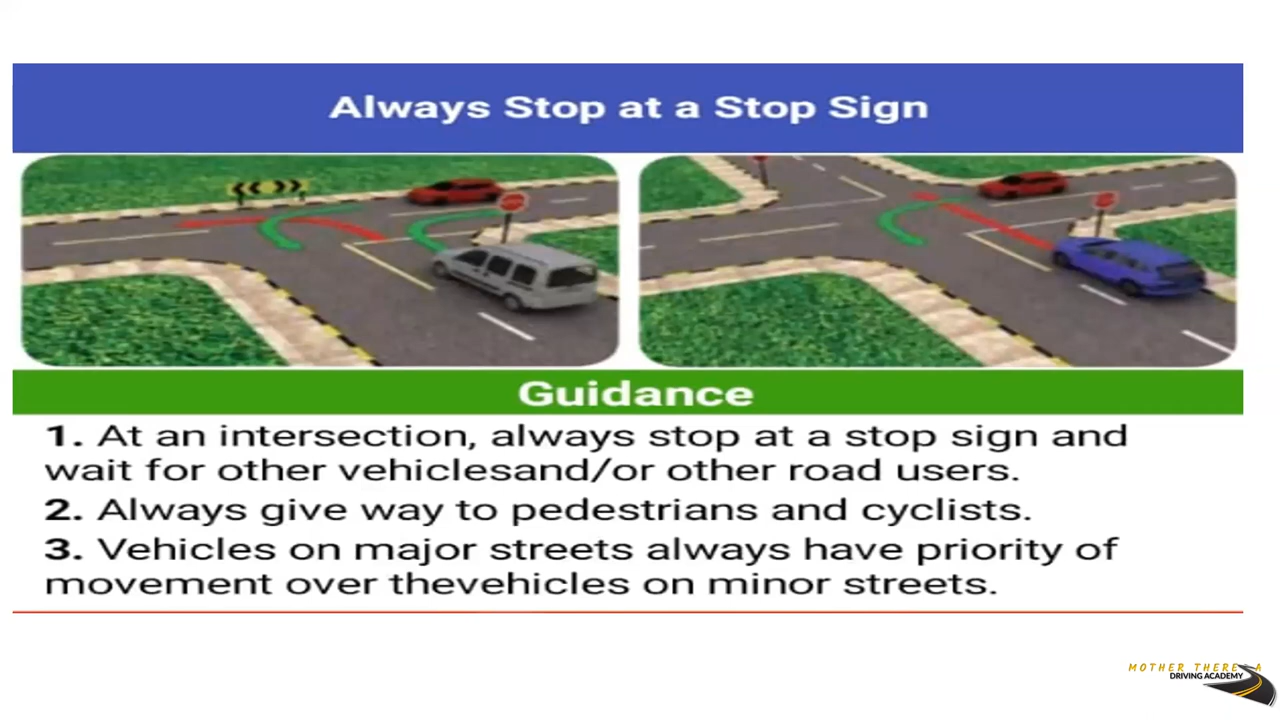 Always Stop at a Stop Sign
Guidance
1. At an intersection, always stop at a stop sign and
wait for other vehiclesand/or other road users.
2. Always give way to pedestrians and cyclists.
3. Vehicles on major streets always have priority of
movement over thevehicles on minor streets.
MOTHER THERE A
DRIVING ACADEMY